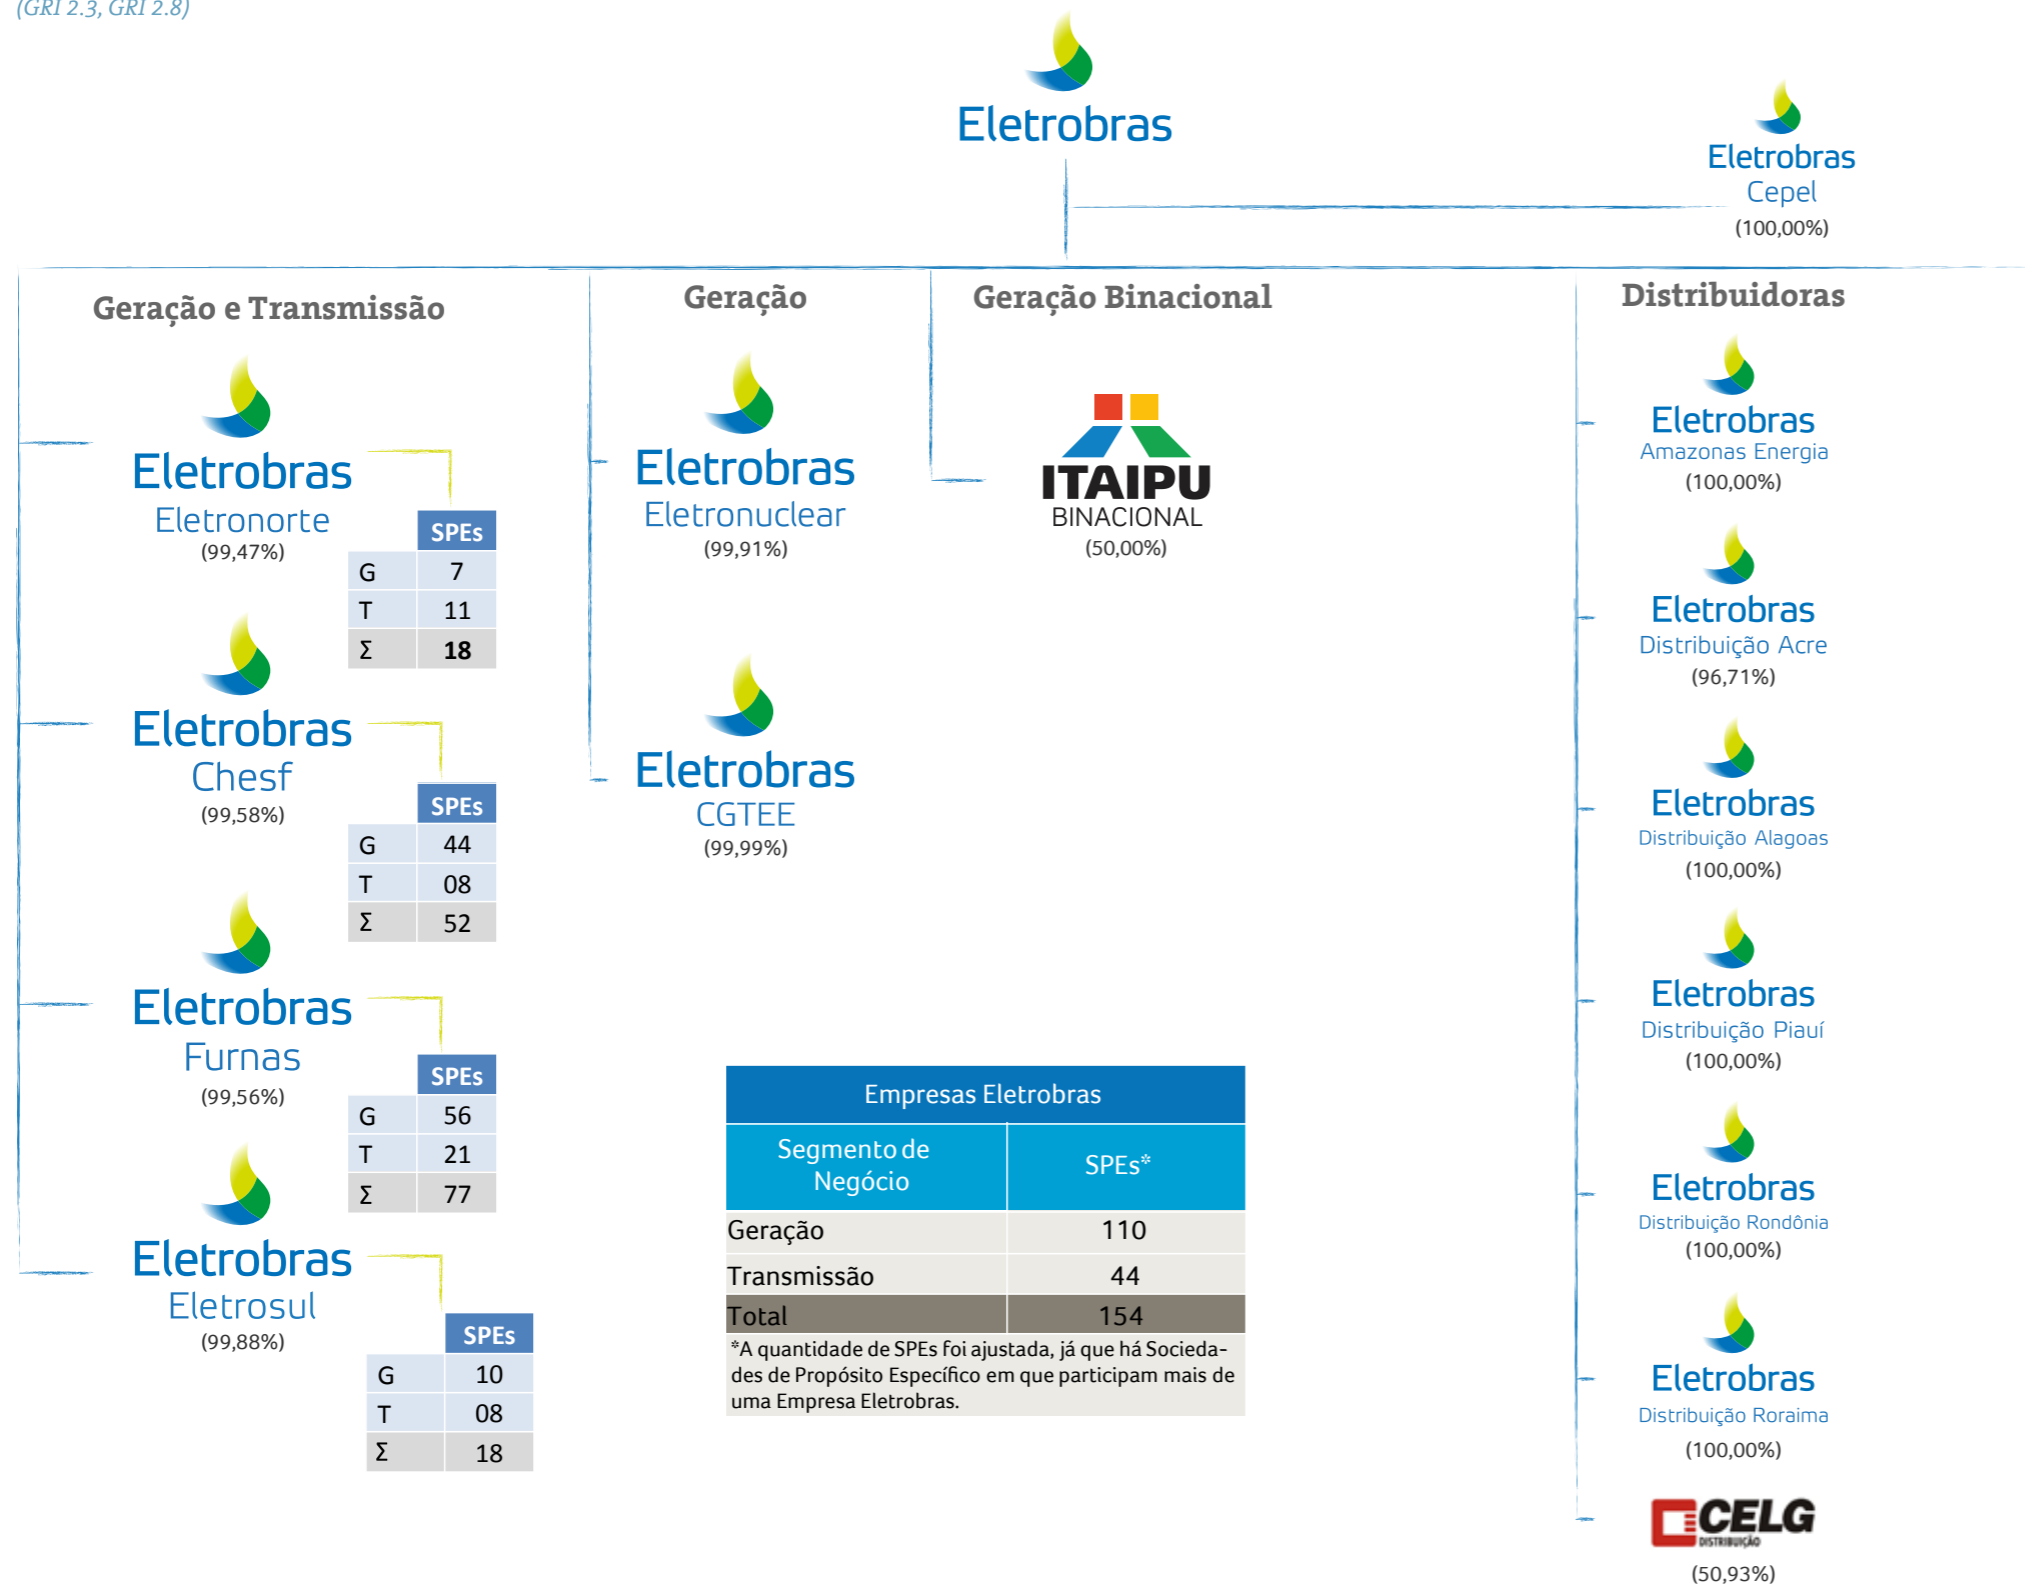 (GRI 2.3, GRI 2.8)
Eletrobras
Eletrobras
Cepel
(100,00%)
Geração e Transmissão
Eletrobras
Eletronorte
(99,47%)
SPEs
G 7
T 11
Σ 18
Eletrobras
Chesf
(99,58%)
SPEs
G 44
T 08
Σ 52
Eletrobras
Furnas
(99,56%)
SPEs
G 56
T 21
Σ 77
Eletrobras
Eletrosul
(99,88%)
SPEs
G 10
T 08
Σ 18
Geração
Eletrobras
Eletronuclear
(99,91%)
Eletrobras
CGTEE
(99,99%)
Geração Binacional
ITAIPU
BINACIONAL
(50,00%)
Empresas Eletrobras
Segmento de
Negócio
SPEs*
Geração 110
Transmissão 44
Total 154
*A quantidade de SPEs foi ajustada, já que há Socieda-
des de Propósito Específico em que participam mais de
uma Empresa Eletrobras.
Distribuidoras
Eletrobras
Amazonas Energia
(100,00%)
Eletrobras
Distribuição Acre
(96,71%)
Eletrobras
Distribuição Alagoas
(100,00%)
Eletrobras
Distribuição Piauí
(100,00%)
Eletrobras
Distribuição Rondônia
(100,00%)
Eletrobras
Distribuição Roraima
(100,00%)
CELG
DISTRIBUIÇÃO
(50,93%)